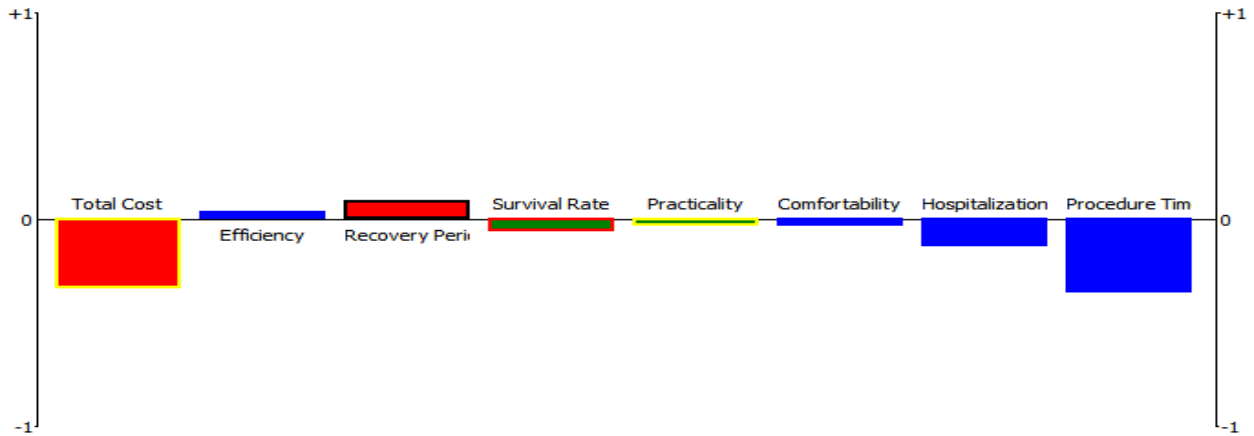 +1 +1
Total Cost Survival Rate Practicality Comfortability Hospitalization Procedure Tim
0 0
Efficiency Recovery Peri
-1 -1